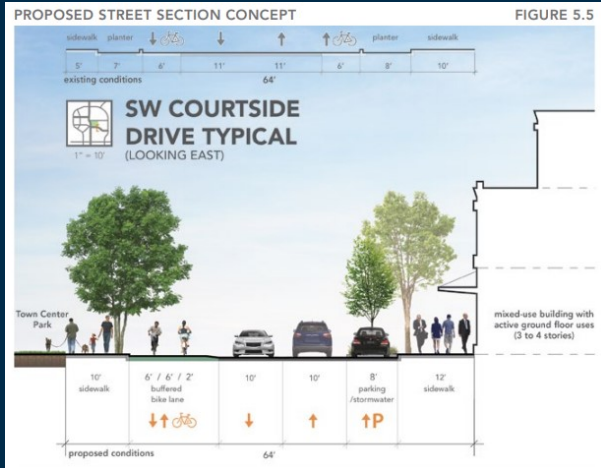 PROPOSED STREET SECTION CONCEPT FIGURE 5.5
sidewalk planter planter sidewalk
5' 7' 6' 11' 11' 6' 8' 10'
existing conditions 64'
SW COURTSIDE
DRIVE TYPICAL
1" = 10' (LOOKING EAST)
Town Center
Park
mixed-use building with
active ground floor uses
(3 to 4 stories)
10' 6' / 6' / 2' 10' 10' 8' 12'
sidewalk buffered parking sidewalk
bike lane /stormwater
P
proposed conditions 64'